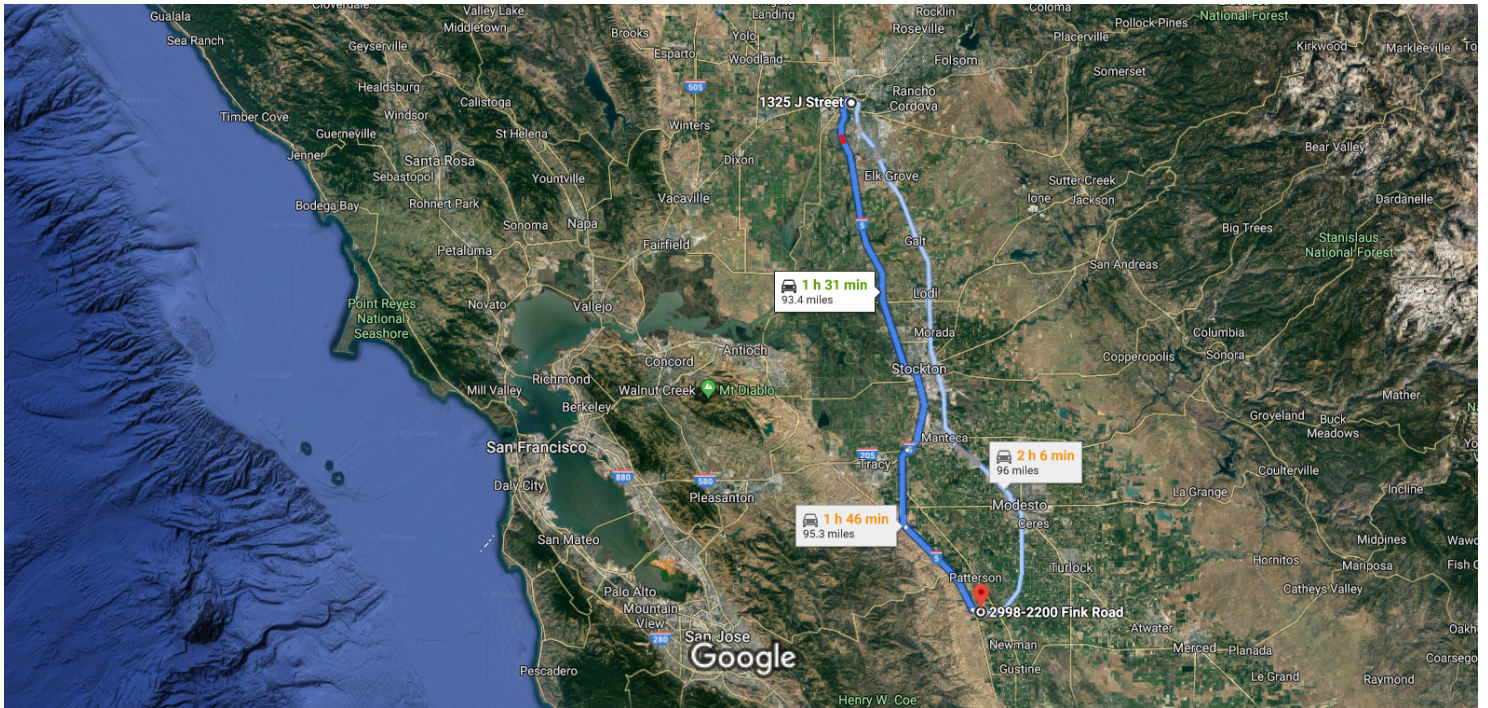 Gualala
Cloverdale
Valley Lake
Middletown
Landing
Rocklin
Roseville
Coloma
Pollock Pines
National Forest
Sea Ranch
Geyserville
Brooks
Yolo
Esparto
Woodland
Placerville
Kirkwood
Markleeville
Folsom
Somerset
Healdsburg
Calistoga
505
1325 J Street
Rancho
Cordova
Timber Cove
Windsor
Guerneville
St Helena
Winters
Bear Valley
Jenner
Santa Rosa
Sebastopol
Dixon
Yountville
Elk Grove
Sutter Creek
Ione
Jackson
Dardanelle
Bodega Bay
Rohnert Park
Vacaville
Sonoma
Napa
5
Big Trees
Petaluma
Fairfield
Galt
Stanislaus
National Forest
San Andreas
1 h 31 min
93.4 miles
Lodi
Point Reyes
National
Seashore
Novato
Vallejo
Morada
Columbia
Antioch
Concord
Copperopolis
Sonora
Stockton
Richmond
Mill Valley
Walnut Creek
Mt Diablo
Mather
Berkeley
Groveland
Buck
Meadows
San Francisco
Manteca
5
205
Tracy
2 h 6 min
96 miles
Coulterville
Daly City
880
580
Pleasanton
La Grange
Incline
Modesto
1 h 46 min
95.3 miles
Ceres
San Mateo
Midpines
5
Hornitos
Mariposa
Patterson
Turlock
Catheys Valley
Palo Alto
Mountain
View
2998-2200 Fink Road
Atwater
280
San Jose
Newman
Merced
Planada
Google
Gustine
Pescadero
Le Grand
Raymond
Henry W. Coe